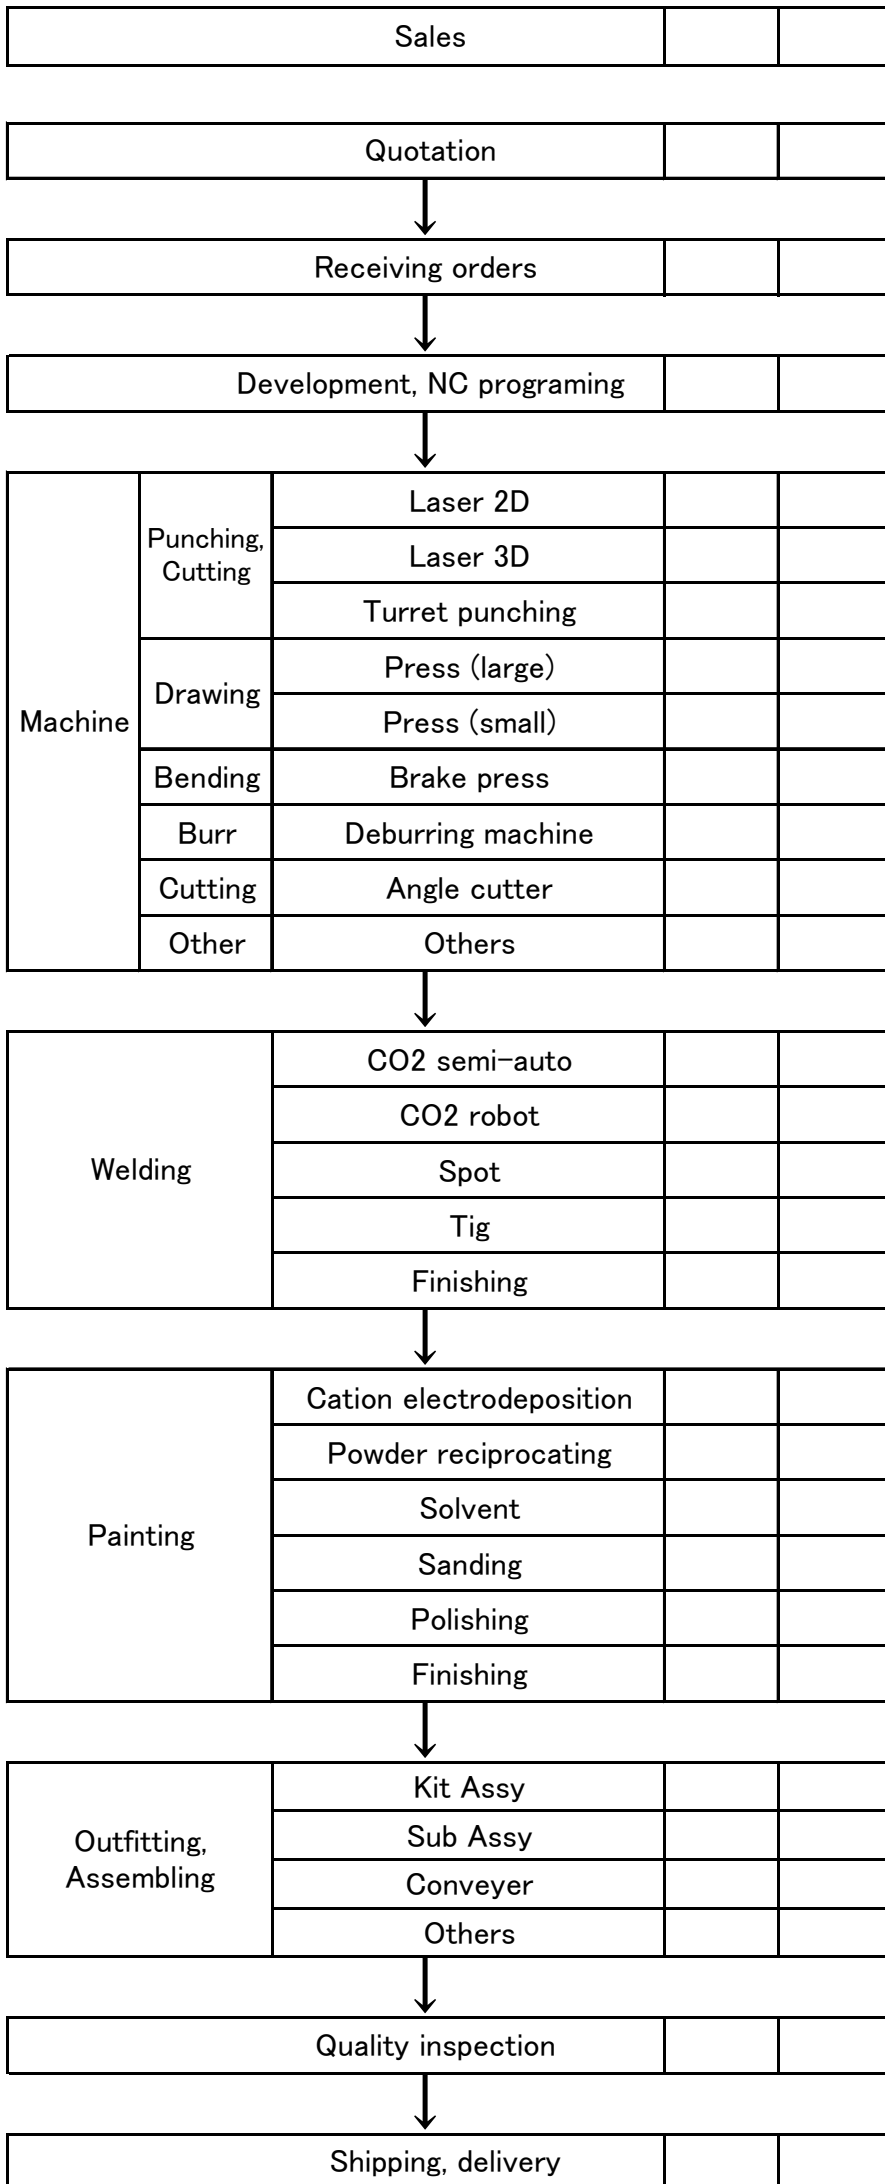 Sales
Quotation
Receiving orders
Development, NC programing
Machine
Punching,
Cutting
Laser 2D
Laser 3D
Turret punching
Drawing
Press (large)
Press (small)
Bending
Brake press
Burr
Deburring machine
Cutting
Angle cutter
Other
Others
Welding
CO2 semi-auto
CO2 robot
Spot
Tig
Finishing
Painting
Cation electrodeposition
Powder reciprocating
Solvent
Sanding
Polishing
Finishing
Outfitting,
Assembling
Kit Assy
Sub Assy
Conveyer
Others
Quality inspection
Shipping, delivery